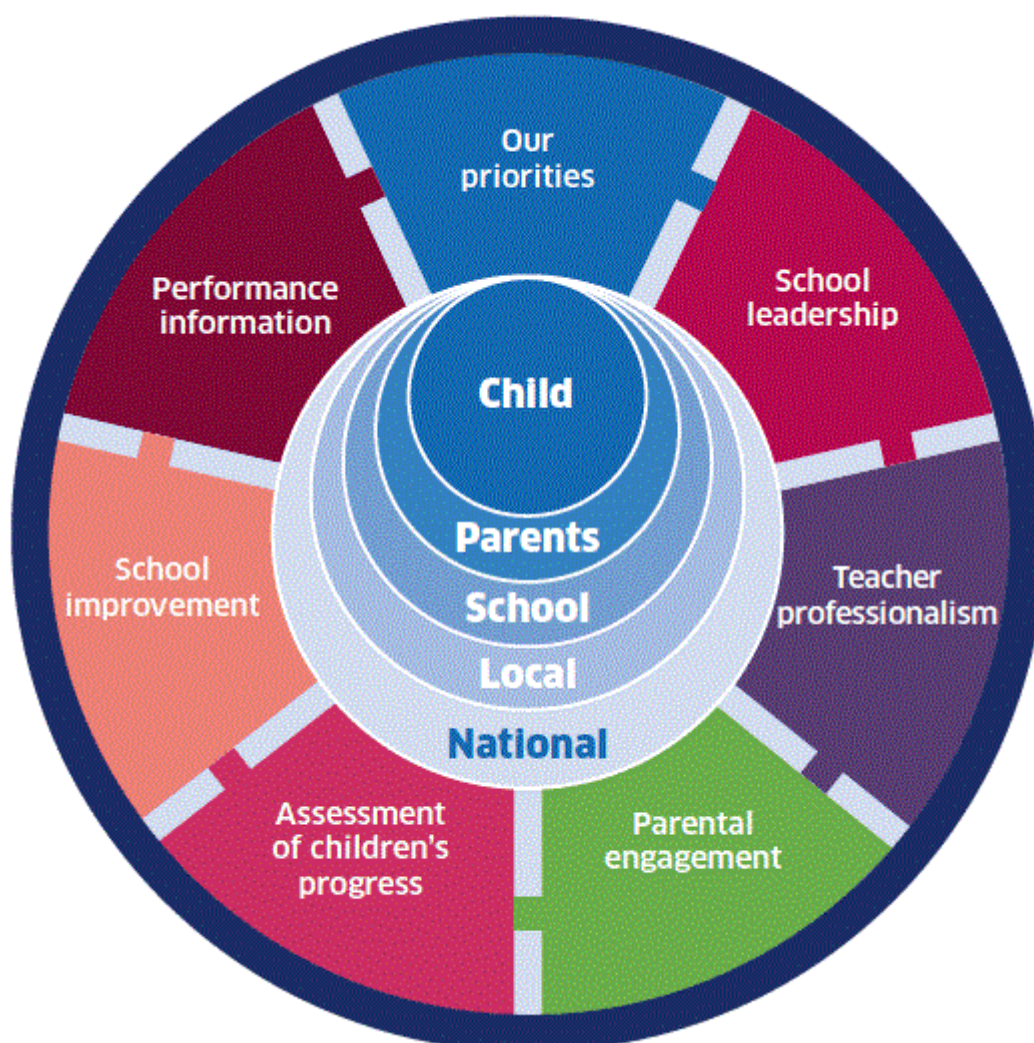 Our
priorities
School
leadership
Teacher
professionalism
Parental
engagement
Assessment
of children’s
progress
School
improvement
Performance
information
Child
Parents
School
Local
National